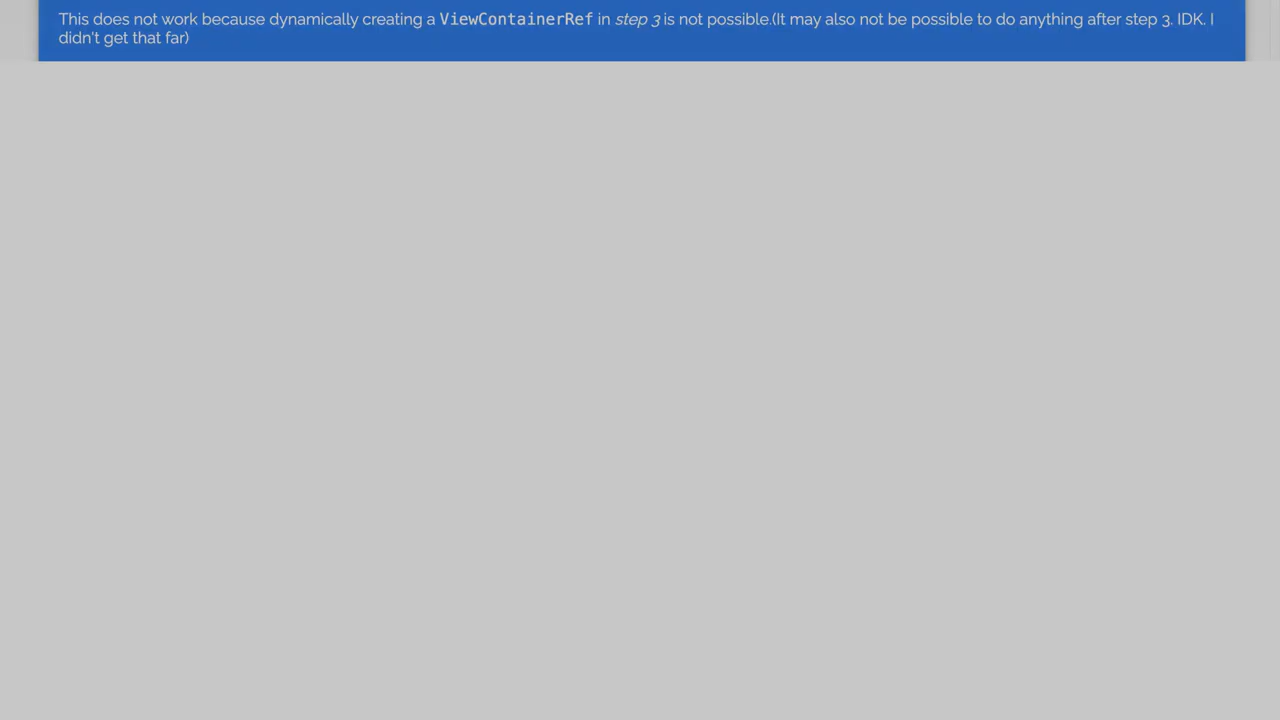 This does not work because dynamically creating a ViewContainerRef in step 3 is not possible.(It may also not be possible to do anything after step 3. IDK. I
didn't get that far)